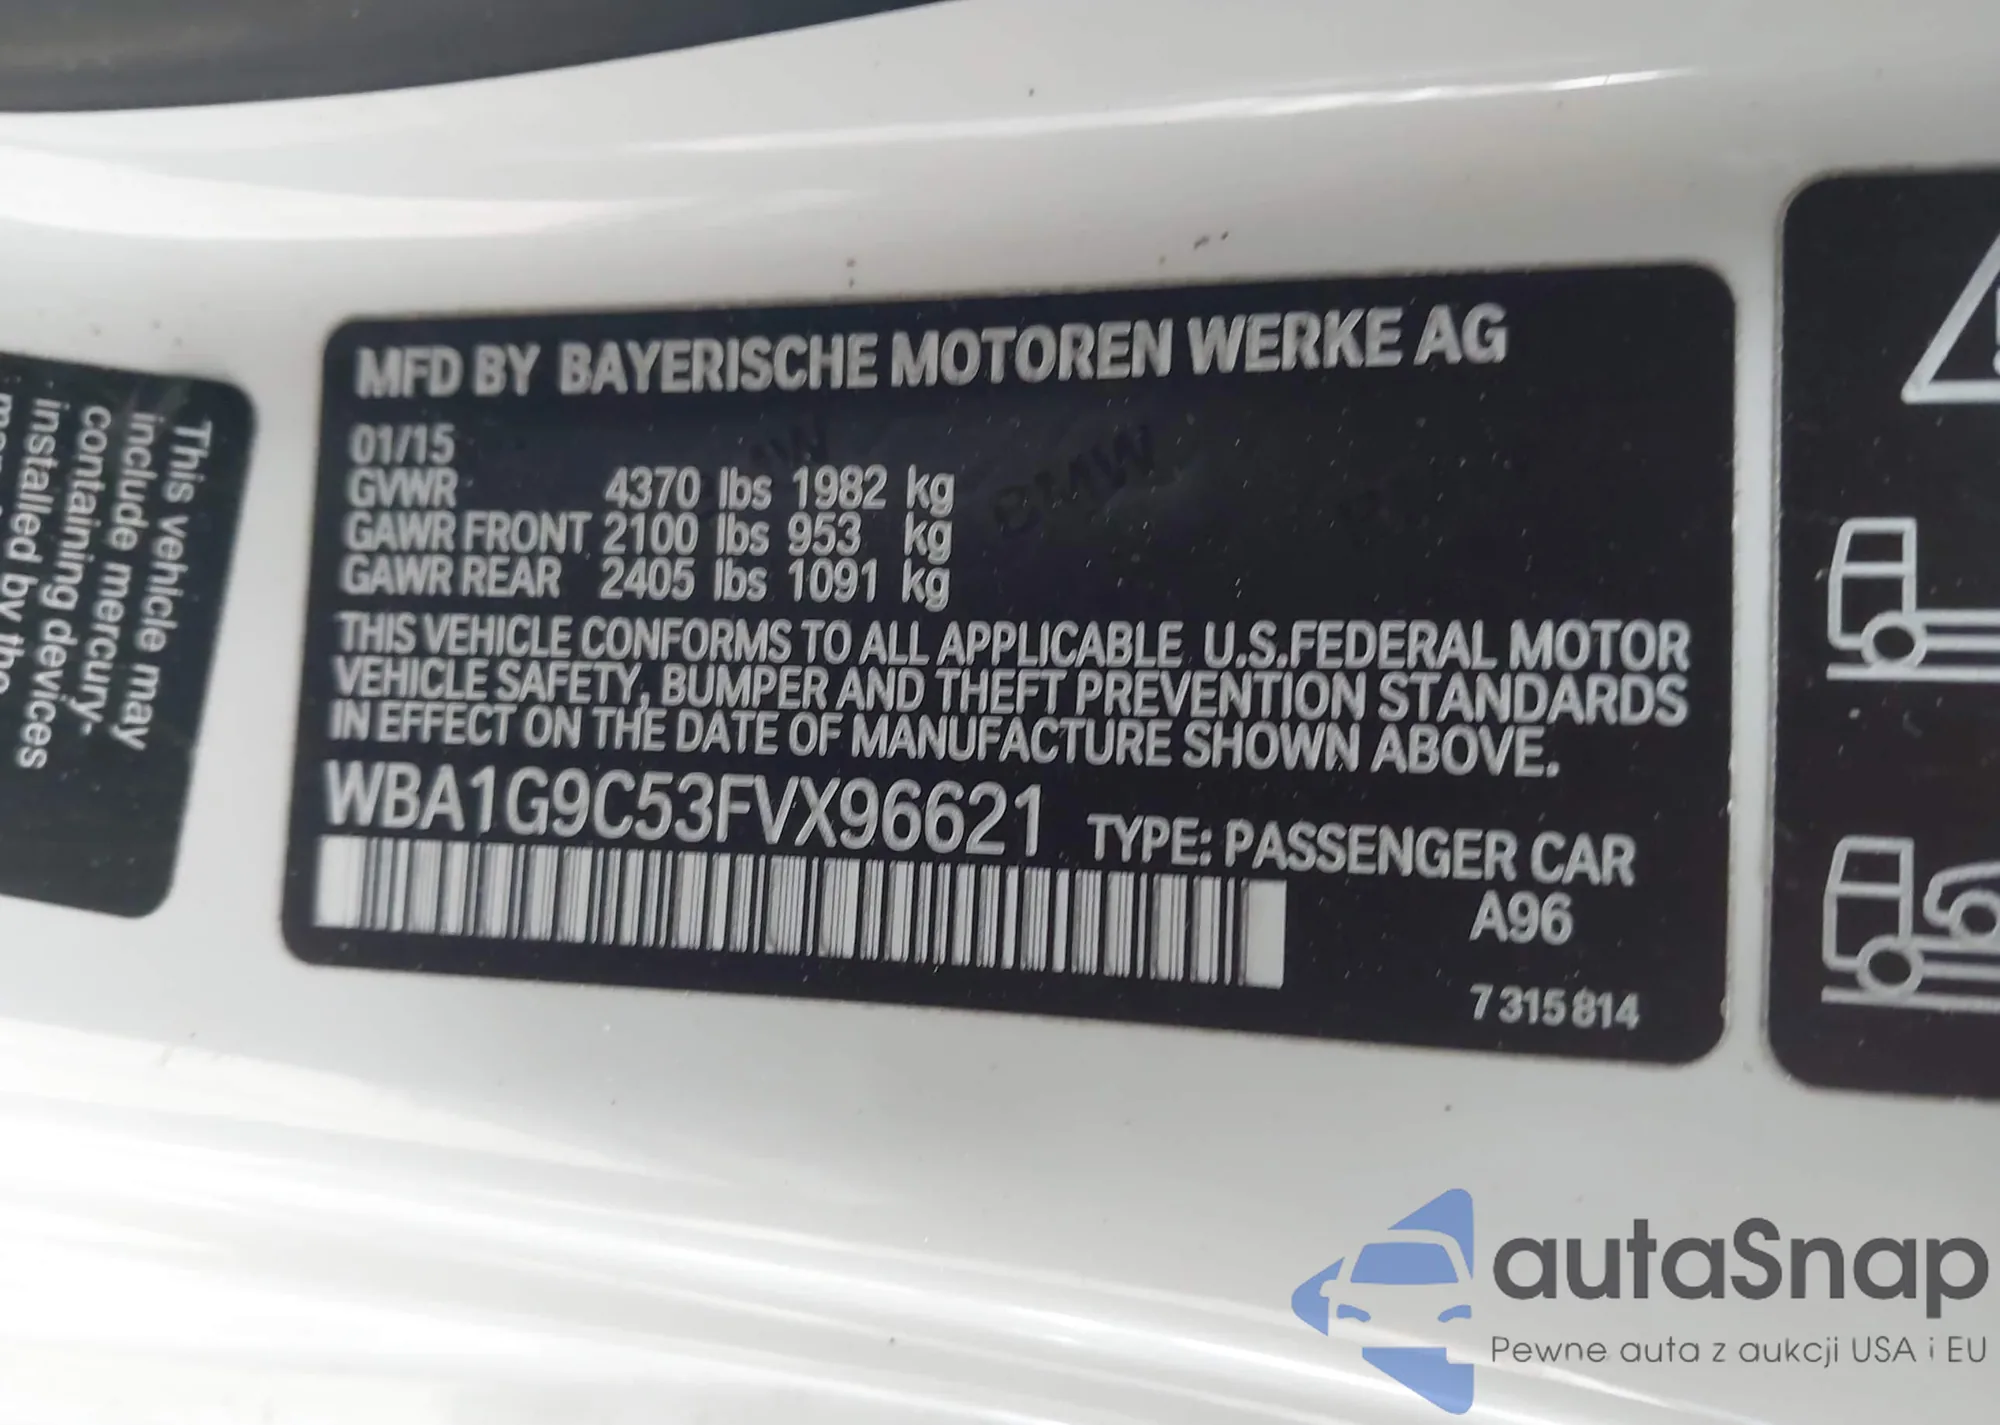 This vehicle may
include mercury-
containing devices
installed by the
MFD BY BAYERISCHE MOTOREN WERKE AG
01/15
GVWR 4370 lbs 1982 kg
GAWR FRONT 2100 lbs 953 kg
GAWR REAR 2405 lbs 1091 kg
THIS VEHICLE CONFORMS TO ALL APPLICABLE U.S.FEDERAL MOTOR
VEHICLE SAFETY, BUMPER AND THEFT PREVENTION STANDARDS
IN EFFECT ON THE DATE OF MANUFACTURE SHOWN ABOVE.
WBA1G9C53FVX96621 TYPE: PASSENGER CAR
A96
7 315 814
BMW
autaSnap
Pewne auta z aukcji USA i EU